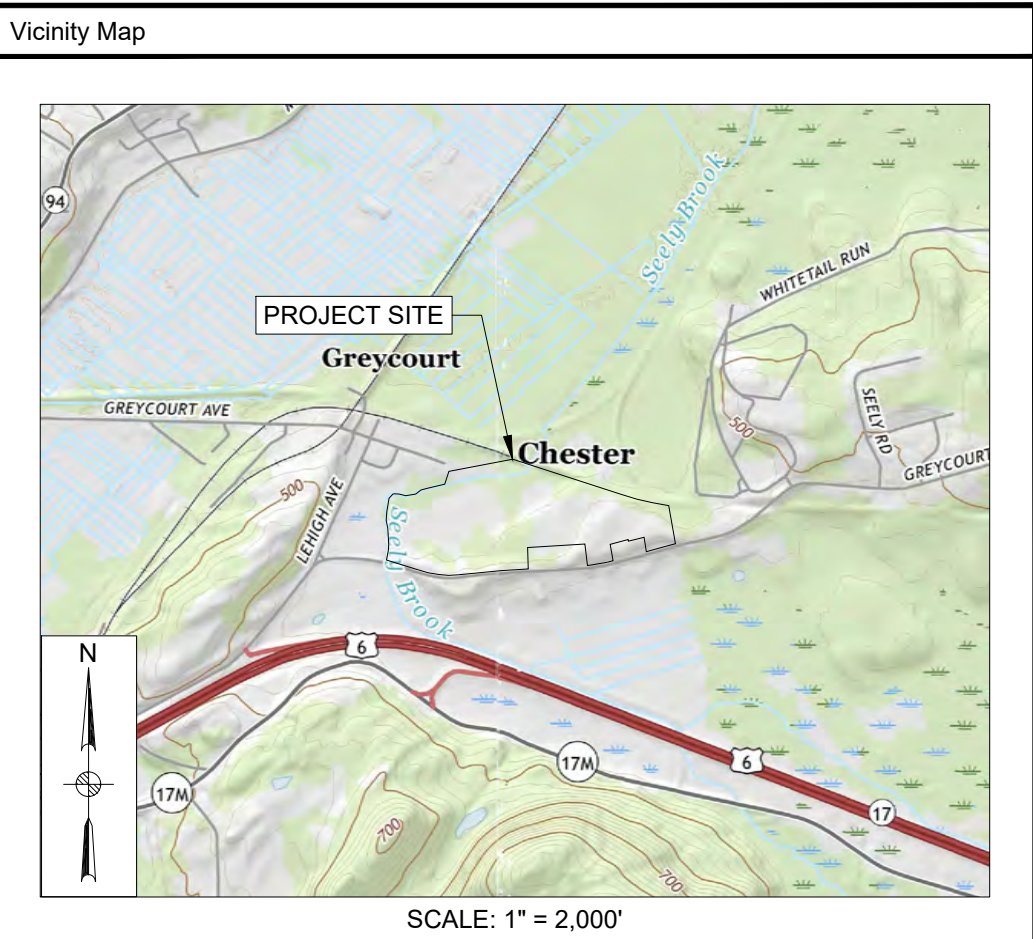 Vicinity Map
94
Seely Brook
WHITETAIL RUN
PROJECT SITE
Greycourt
GREYCOURT AVE
SEELY RD
500
Chester
GREYCOURT
500
LEHIGH AVE
Seely Brook
6
N
17M
6
17M
17
700
700
SCALE: 1" = 2,000'